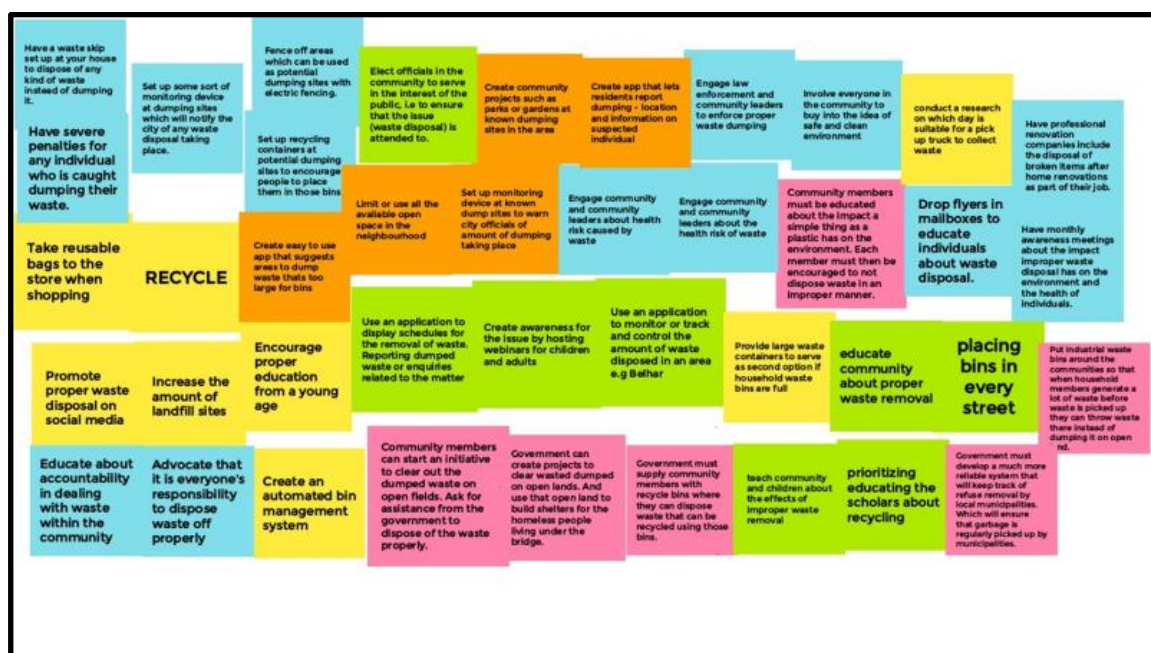 Have a waste skip
set up at your house
to dispose of any
kind of waste
instead of dumping
it.
Set up some sort of
monitoring device
at dumping sites
which will notify the
city of any waste
disposal taking
place.
Fence off areas
which can be used
as potential
dumping sites with
electric fencing.
Elect officials in the
community to serve
in the interest of the
public, i.e to ensure
that the issue
(waste disposal) is
attended to.
Create community
projects such as
parks or gardens at
known dumping
sites in the area
Create app that lets
residents report
dumping - location
and information on
suspected
individual
Engage law
enforcement and
community leaders
to enforce proper
waste dumping
Involve everyone in
the community to
buy into the idea of
safe and clean
environment
conduct a research
on which day is
suitable for a pick
up truck to collect
waste
Have professional
renovation
companies include
the disposal of
broken items after
home renovations
as part of their job.
Have severe
penalties for
any individual
who is caught
dumping their
waste.
Set up recycling
containers at
potential dumping
sites to encourage
people to place
them in those bins
Limit or use all the
available open
space in the
neighbourhood
Set up monitoring
device at known
dump sites to warn
city officials of
amount of dumping
taking place
Engage community
and community
leaders about health
risk caused by
waste
Engage community
and community
leaders about the
health risk of waste
Community members
must be educated
about the impact a
simple thing as a
plastic has on the
environment. Each
member must then be
encouraged to not
dispose waste in an
improper manner.
Drop flyers in
mailboxes to
educate
individuals
about waste
disposal.
Have monthly
awareness meetings
about the impact
improper waste
disposal has on the
environment and
the health of
individuals.
Take reusable
bags to the
store when
shopping
RECYCLE
Create easy to use
app that suggests
areas to dump
waste thats too
large for bins
Use an application to
display schedules for
the removal of waste.
Reporting dumped
waste or enquiries
related to the matter
Create awareness for
the issue by hosting
webinars for children
and adults
Use an application
to monitor or track
and control the
amount of waste
disposed in an area
e.g Belhar
Provide large waste
containers to serve
as second option if
household waste
bins are full
educate
community
about proper
waste removal
placing
bins in
every
street
Put industrial waste
bins around the
communities so that
when household
members generate a
lot of waste before
waste is picked up
they can throw waste
there instead of
dumping it on open
Promote
proper waste
disposal on
social media
Increase the
amount of
landfill sites
Encourage
proper
education
from a young
age
Educate about
accountability
in dealing
with waste
within the
community
Advocate that
it is everyone's
responsibility
to dispose
waste off
properly
Create an
automated bin
management
system
Community members
can start an initiative
to clear out the
dumped waste on
open fields. Ask for
assistance from the
government to
dispose of the waste
properly.
Government can
create projects to
clear wasted dumped
on open lands. And
use that open land to
build shelters for the
homeless people
living under the
bridge.
Government must
supply community
members with
recycle bins where
they can dispose
waste that can be
recycled using those
bins.
teach community
and children about
the effects of
improper waste
removal
prioritizing
educating the
scholars about
recycling
Government must
develop a much more
reliable system that
will keep track of
refuse removal by
local municipalities.
Which will ensure
that garbage is
regularly picked up by
municipalities.